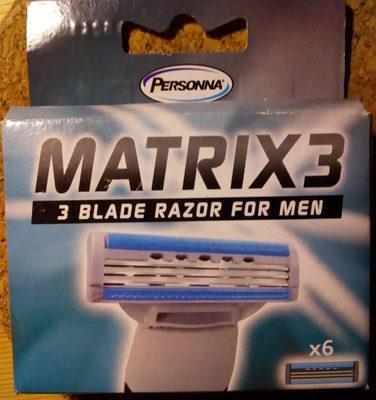 PERSONNA®
MATRIX3
3 BLADE RAZOR FOR MEN
x6